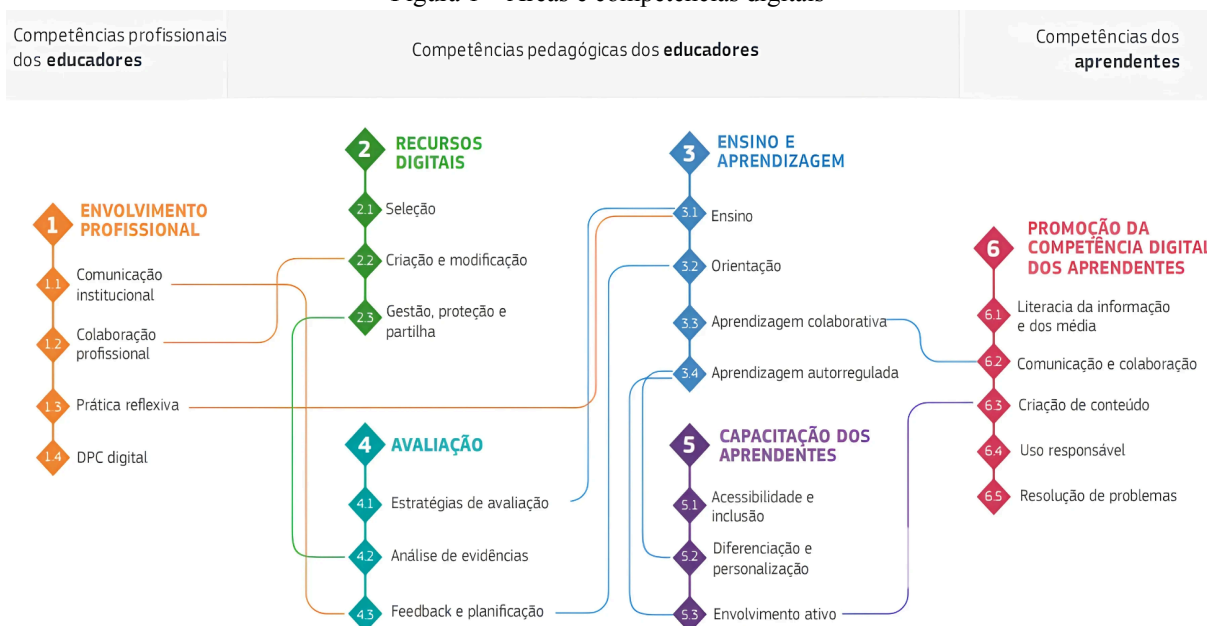 Figura 1 – Áreas e competências digitais
Competências profissionais
dos educadores
Competências pedagógicas dos educadores
Competências dos
aprendentes
1
ENVOLVIMENTO
PROFISSIONAL
1.1
Comunicação
institucional
1.2
Colaboração
profissional
1.3
Prática reflexiva
1.4
DPC digital
2
RECURSOS
DIGITAIS
2.1
Seleção
2.2
Criação e modificação
2.3
Gestão, proteção e
partilha
4
AVALIAÇÃO
4.1
Estratégias de avaliação
4.2
Análise de evidências
4.3
Feedback e planificação
3
ENSINO E
APRENDIZAGEM
3.1
Ensino
3.2
Orientação
3.3
Aprendizagem colaborativa
3.4
Aprendizagem autorregulada
5
CAPACITAÇÃO DOS
APRENDENTES
5.1
Acessibilidade e
inclusão
5.2
Diferenciação e
personalização
5.3
Envolvimento ativo
6
PROMOÇÃO DA
COMPETÊNCIA DIGITAL
DOS APRENDENTES
6.1
Literacia da informação
e dos média
6.2
Comunicação e colaboração
6.3
Criação de conteúdo
6.4
Uso responsável
6.5
Resolução de problemas